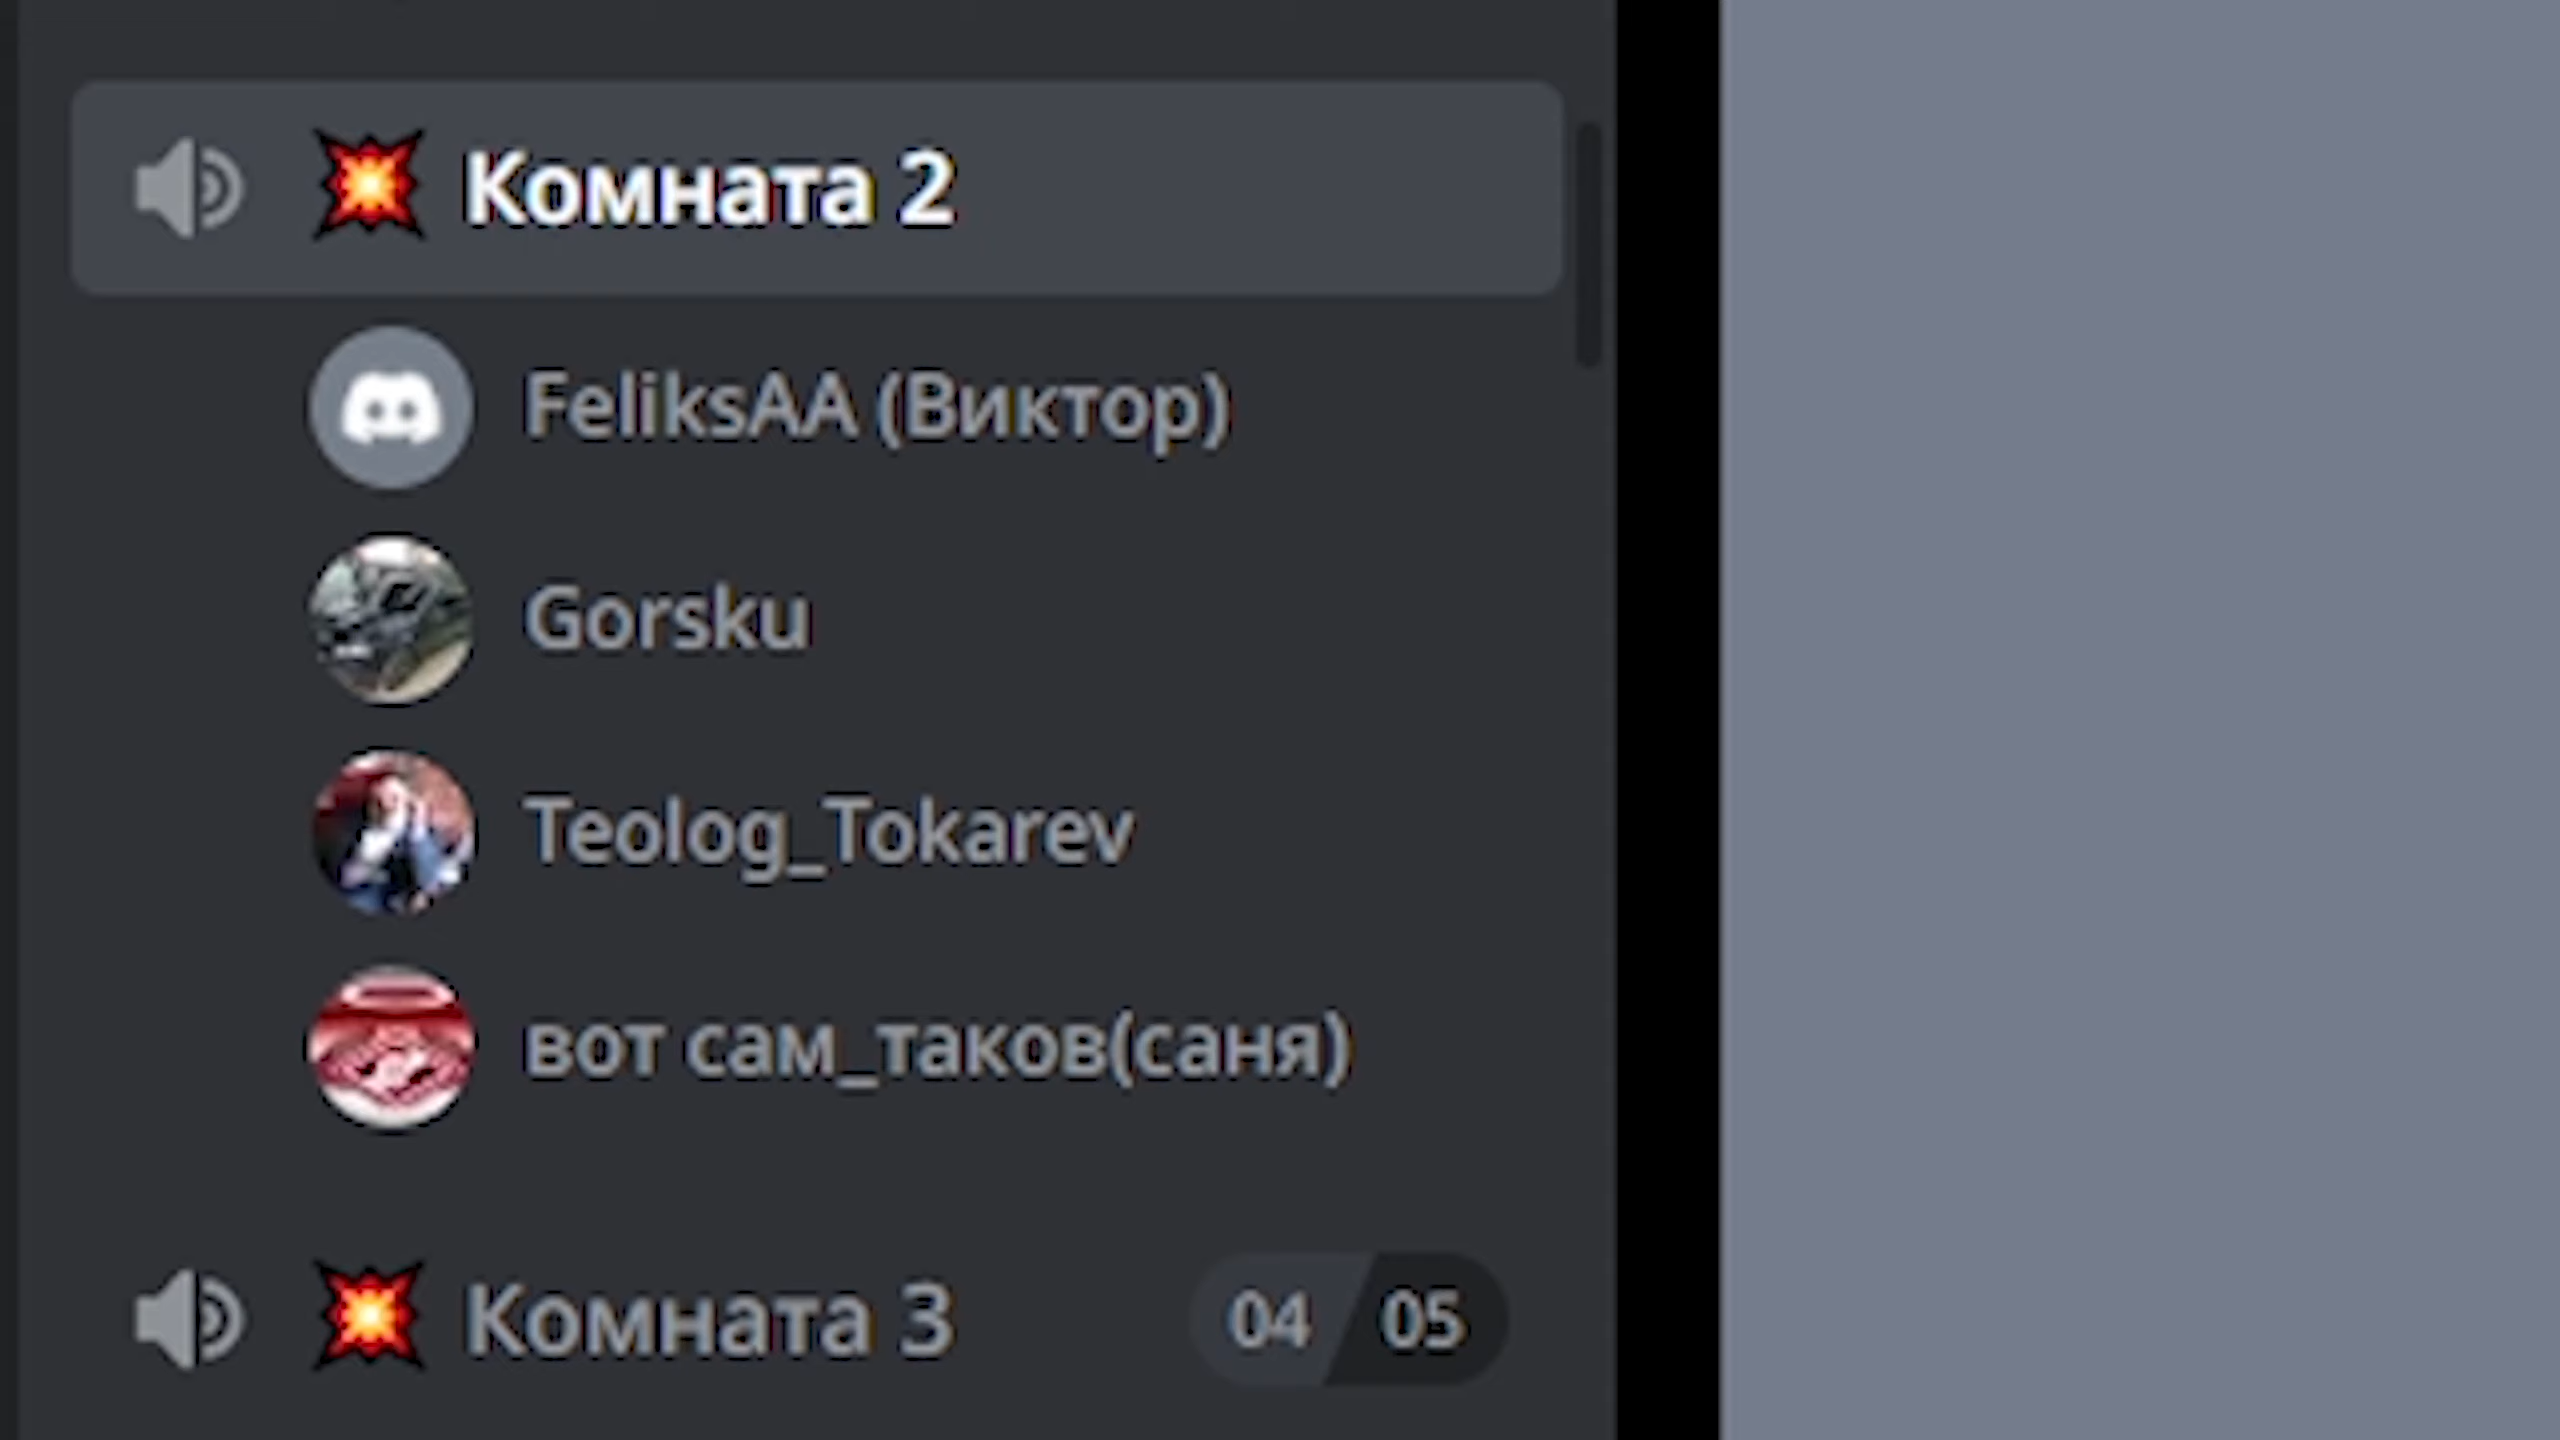 Комната 2
FeliksAA (Виктор)
Gorsku
Teolog_Tokarev
вот сам_таков(саня)
Комната 3 04 05